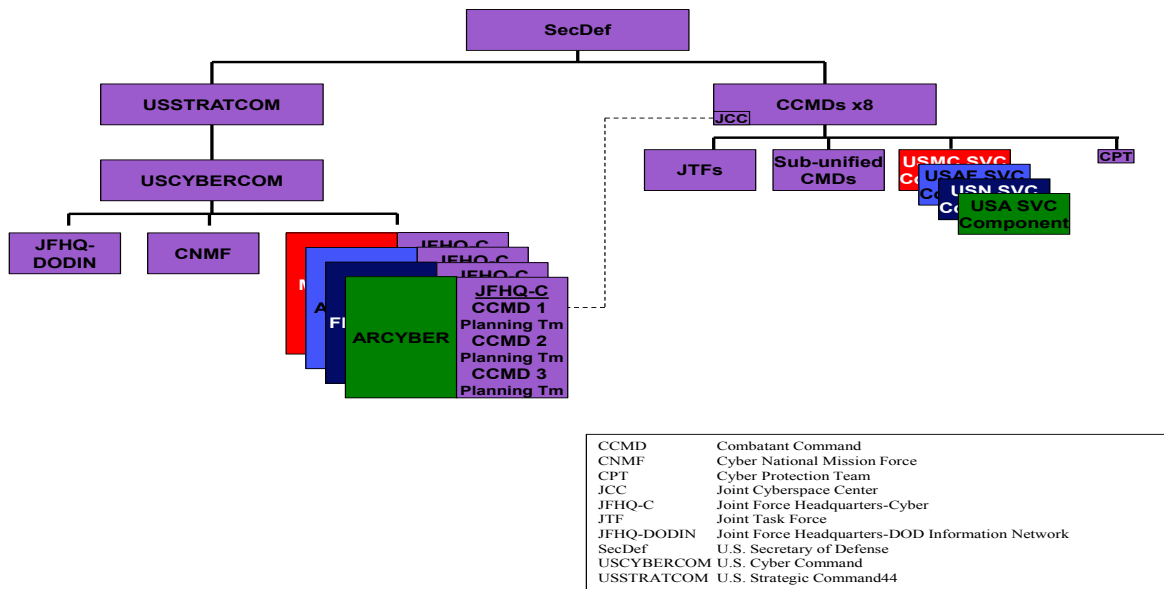 SecDef
USSTRATCOM
CCMDs x8
JCC
USCYBERCOM
JTFs
Sub-unified
CMDs
USMC SVC
USAF SVC
USN SVC
USA SVC
Component
CPT
JFHQ-
DODIN
CNMF
JFHQ-C
JFHQ-C
JFHQ-C
ARCYBER
JFHQ-C
CCMD 1
Planning Tm
CCMD 2
Planning Tm
CCMD 3
Planning Tm
CCMD Combatant Command
CNMF Cyber National Mission Force
CPT Cyber Protection Team
JCC Joint Cyberspace Center
JFHQ-C Joint Force Headquarters-Cyber
JTF Joint Task Force
JFHQ-DODIN Joint Force Headquarters-DOD Information Network
SecDef U.S. Secretary of Defense
USCYBERCOM U.S. Cyber Command
USSTRATCOM U.S. Strategic Command44